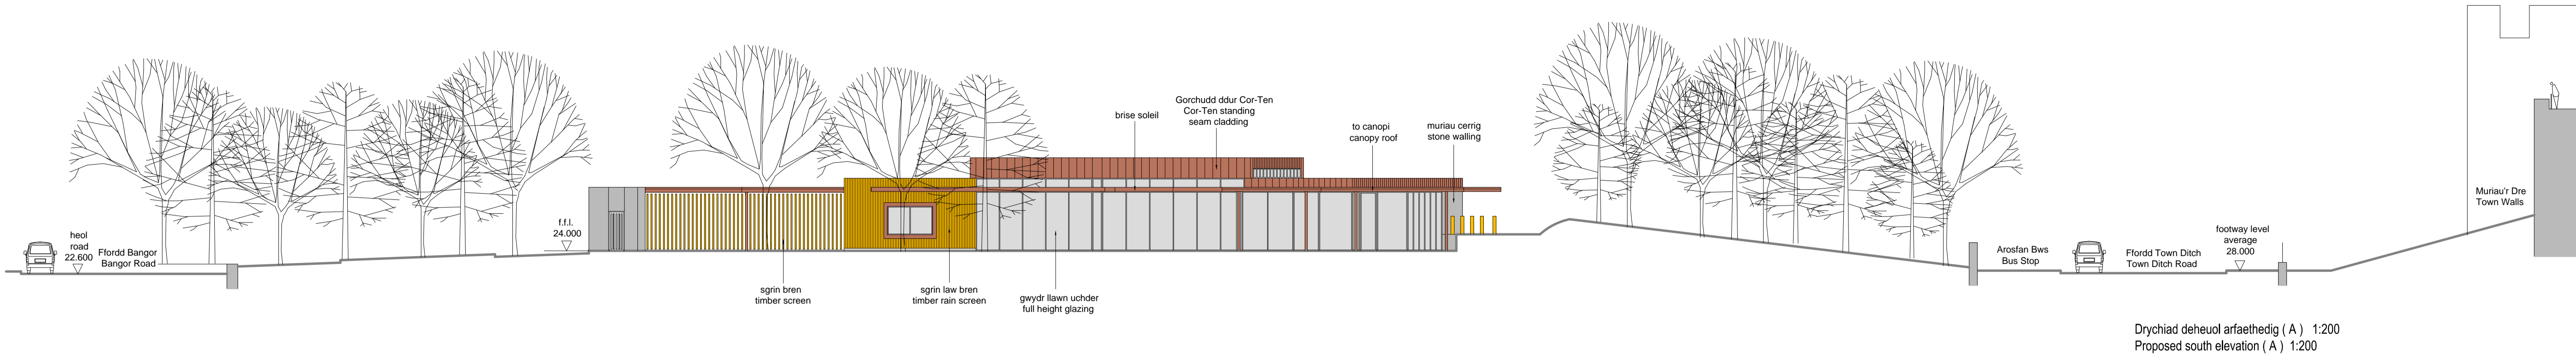 heol
road
22.600
Ffordd Bangor
Bangor Road
f.f.l.
24.000
sgrin bren
timber screen
sgrin law bren
timber rain screen
gwydr llawn uchder
full height glazing
brise soleil
Gorchudd ddur Cor-Ten
Cor-Ten standing
seam cladding
to canopi
canopy roof
muriau cerrig
stone walling
Arosfan Bws
Bus Stop
Ffordd Town Ditch
Town Ditch Road
footway level
average
28.000
Muriau'r Dre
Town Walls
Drychiad deheuol arfaethedig ( A ) 1:200
Proposed south elevation ( A ) 1:200